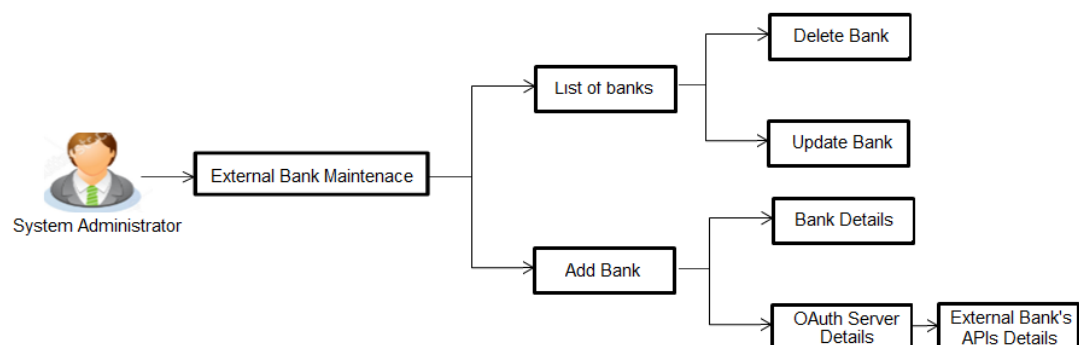 Delete Bank
List of banks
Update Bank
External Bank Maintenace
System Administrator
Bank Details
Add Bank
OAuth Server
Details
External Bank's
APIs Details